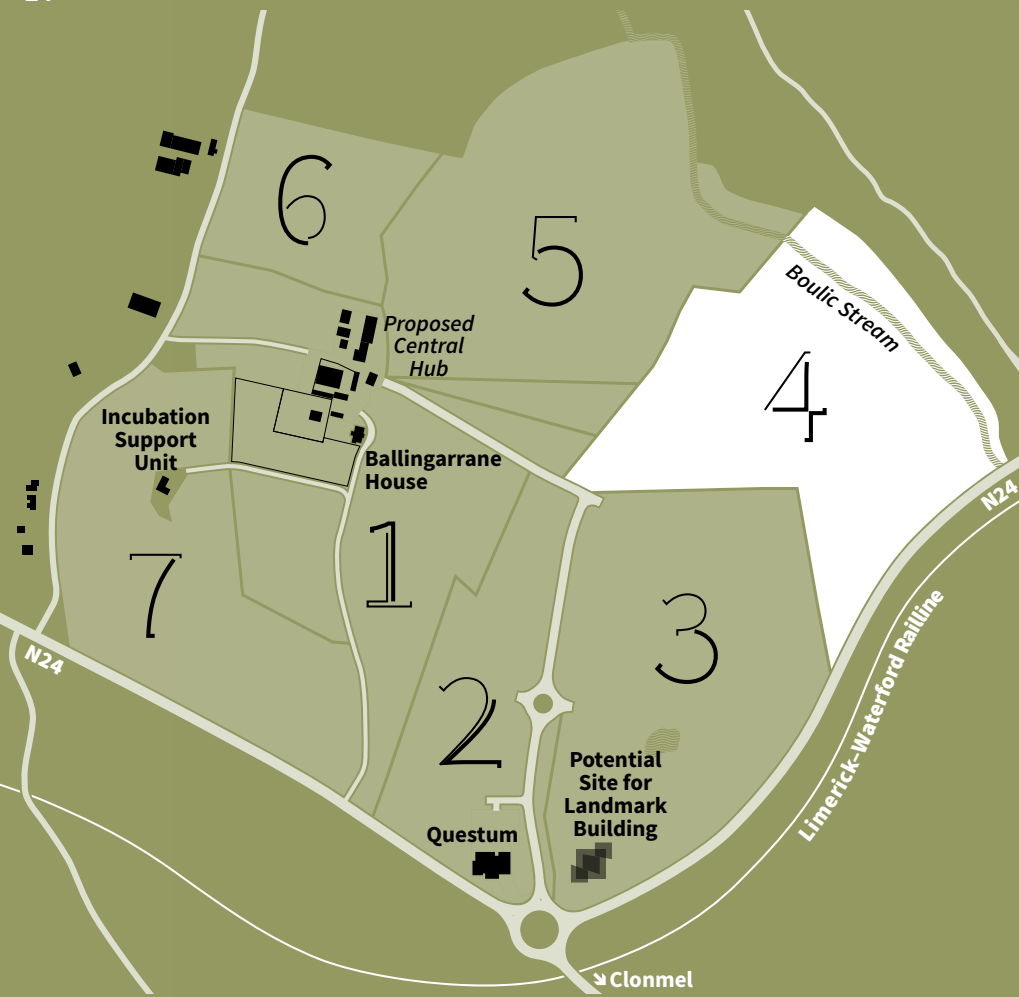 6
5
Boulic Stream
Proposed
Central
Hub
4
Incubation
Support
Unit
Ballingarrane
House
N24
1
7
3
N24
2
Limerick-Waterford Railline
Potential
Site for
Landmark
Building
Questum
Clonmel